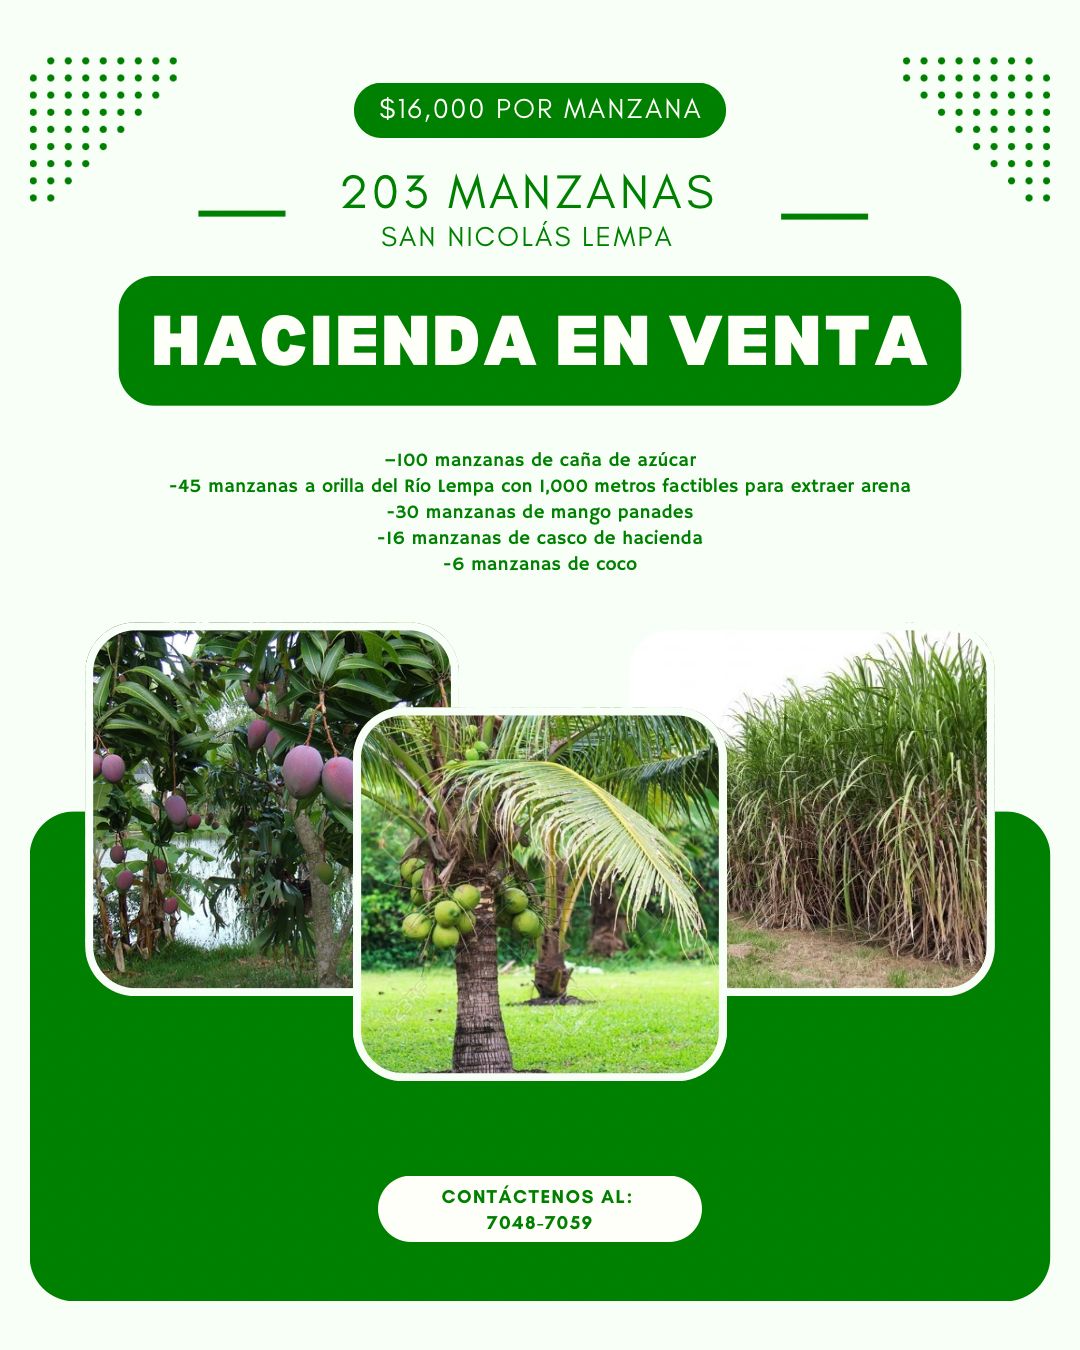 $16,000 POR MANZANA
203 MANZANAS
SAN NICOLÁS LEMPA
HACIENDA EN VENTA
–100 manzanas de caña de azúcar
-45 manzanas a orilla del Río Lempa con 1,000 metros factibles para extraer arena
-30 manzanas de mango panades
-16 manzanas de casco de hacienda
-6 manzanas de coco
CONTÁCTENOS AL:
7048-7059